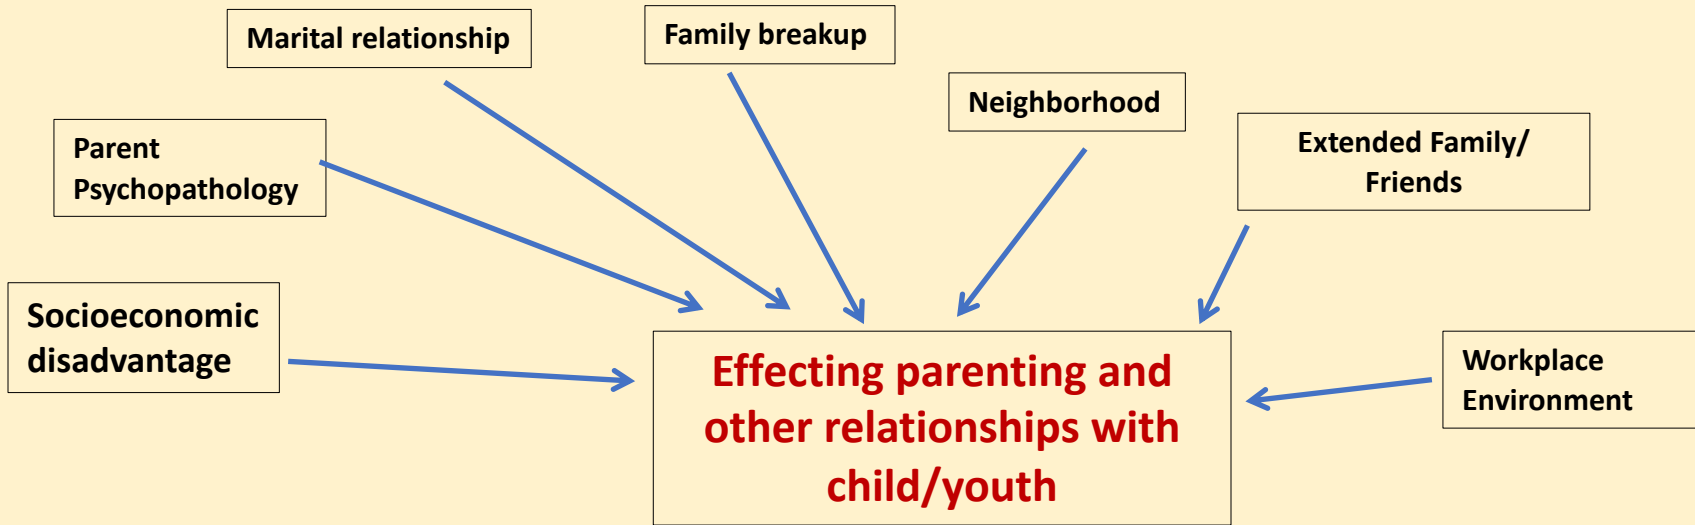 Marital relationship
Family breakup
Neighborhood
Parent
Psychopathology
Extended Family/
Friends
Socioeconomic
disadvantage
Effecting parenting and
other relationships with
child/youth
Workplace
Environment